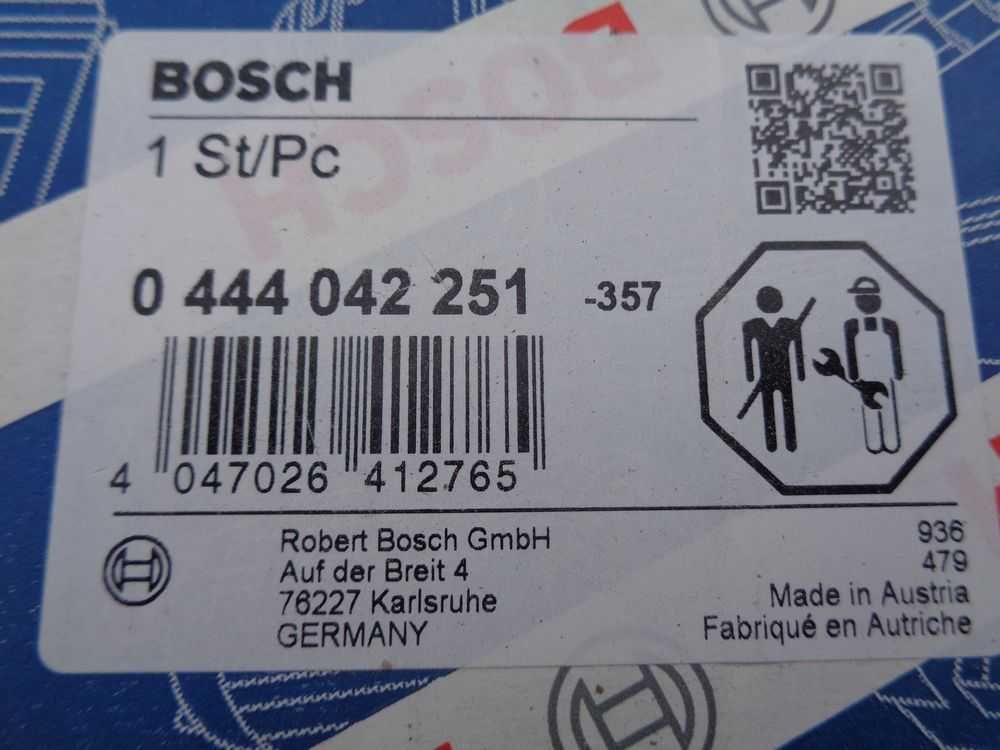 BOSCH
BOSCH
1 St/Pc
0 444 042 251 -357
4 047026 412765
Robert Bosch GmbH
Auf der Breit 4
76227 Karlsruhe
GERMANY
936
479
Made in Austria
Fabriqué en Autriche